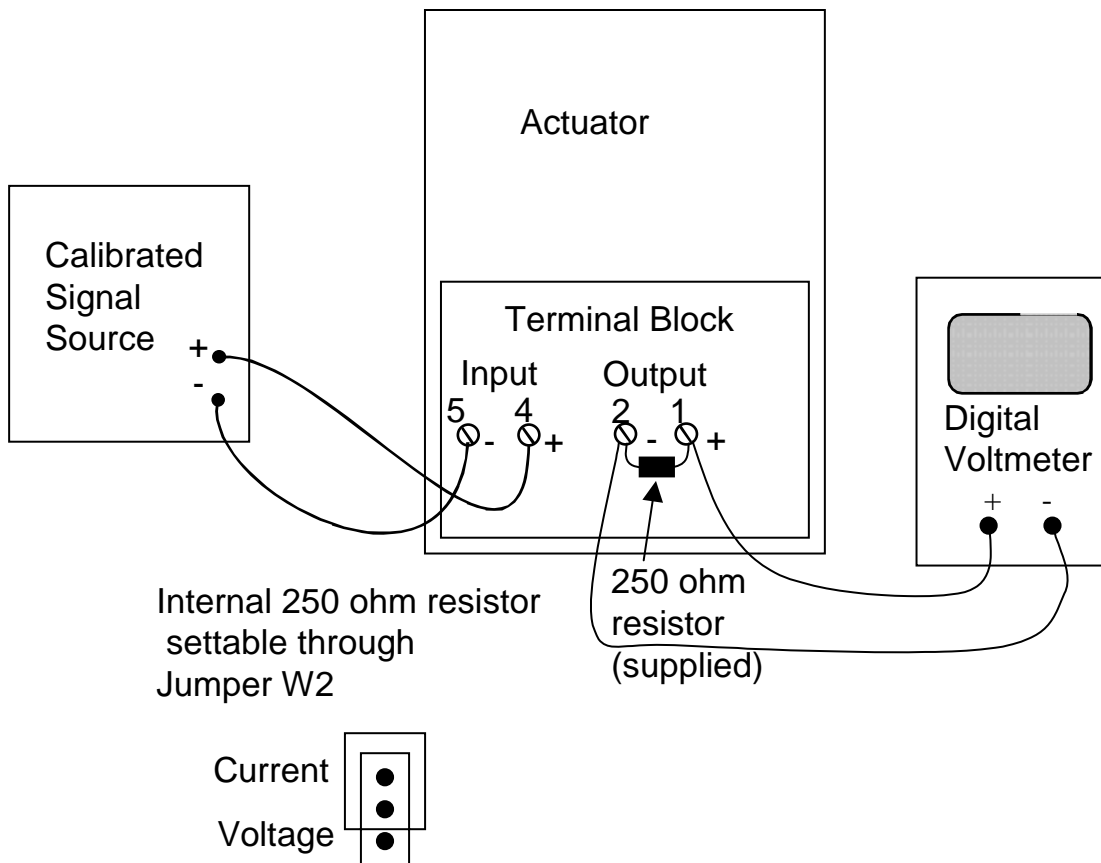 Actuator
Calibrated
Signal
Source
+
-
Terminal Block
Input
Output
5
4
2
1
-
+
-
+
Digital
Voltmeter
+
-
Internal 250 ohm resistor
settable through
Jumper W2
250 ohm
resistor
(supplied)
Current
Voltage